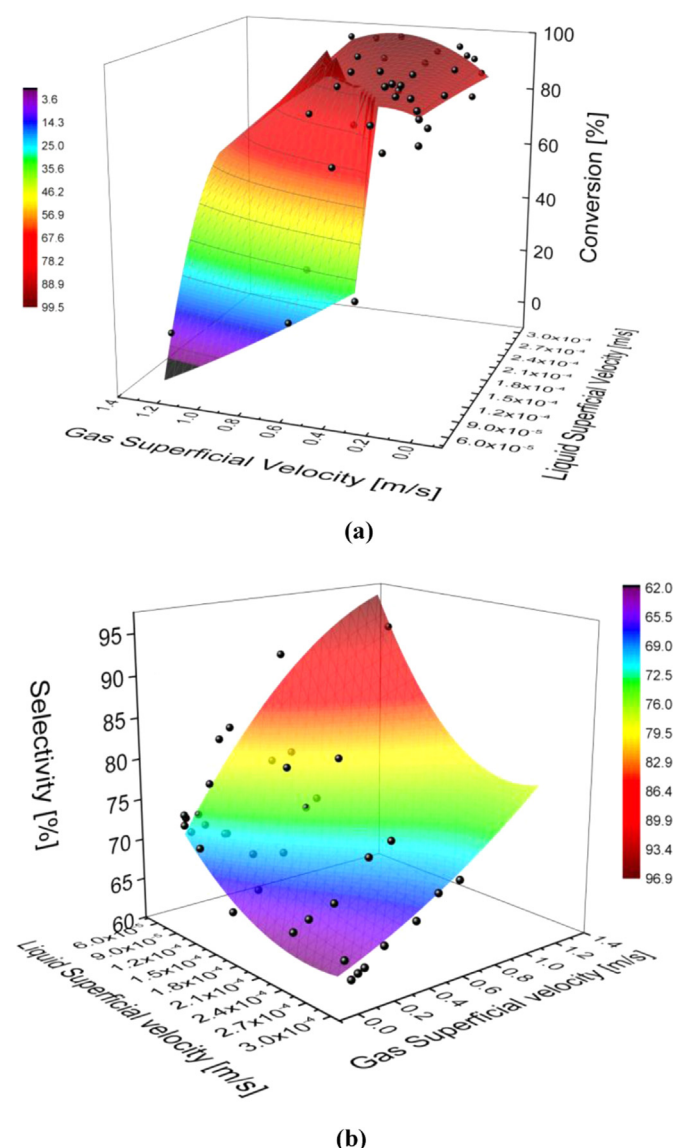 100
80
60
40
20
0
Conversion [%]
3.6
14.3
25.0
35.6
46.2
56.9
67.6
78.2
88.9
99.5
3.0x10⁻⁴
2.7x10⁻⁴
2.4x10⁻⁴
2.1x10⁻⁴
1.8x10⁻⁴
1.5x10⁻⁴
1.2x10⁻⁴
9.0x10⁻⁵
6.0x10⁻⁵
Liquid Superficial Velocity [m/s]
1.4
1.2
1.0
0.8
0.6
0.4
0.2
0.0
Gas Superficial Velocity [m/s]
(a)
95
90
85
80
75
70
65
60
Selectivity [%]
62.0
65.5
69.0
72.5
76.0
79.5
82.9
86.4
89.9
93.4
96.9
6.0x10⁻⁵
9.0x10⁻⁵
1.2x10⁻⁴
1.5x10⁻⁴
1.8x10⁻⁴
2.1x10⁻⁴
2.4x10⁻⁴
2.7x10⁻⁴
3.0x10⁻⁴
Liquid Superficial velocity [m/s]
0.0
0.2
0.4
0.6
0.8
1.0
1.2
1.4
Gas Superficial velocity [m/s]
(b)